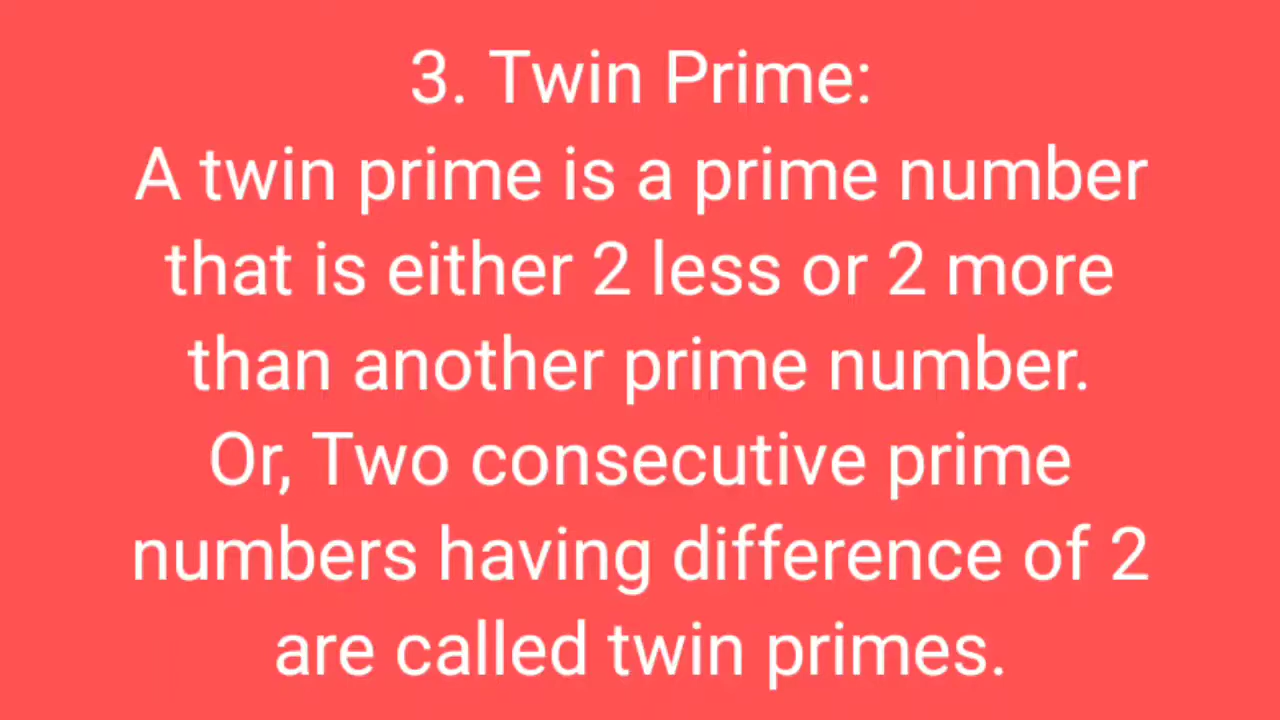 3. Twin Prime:
A twin prime is a prime number
that is either 2 less or 2 more
than another prime number.
Or, Two consecutive prime
numbers having difference of 2
are called twin primes.